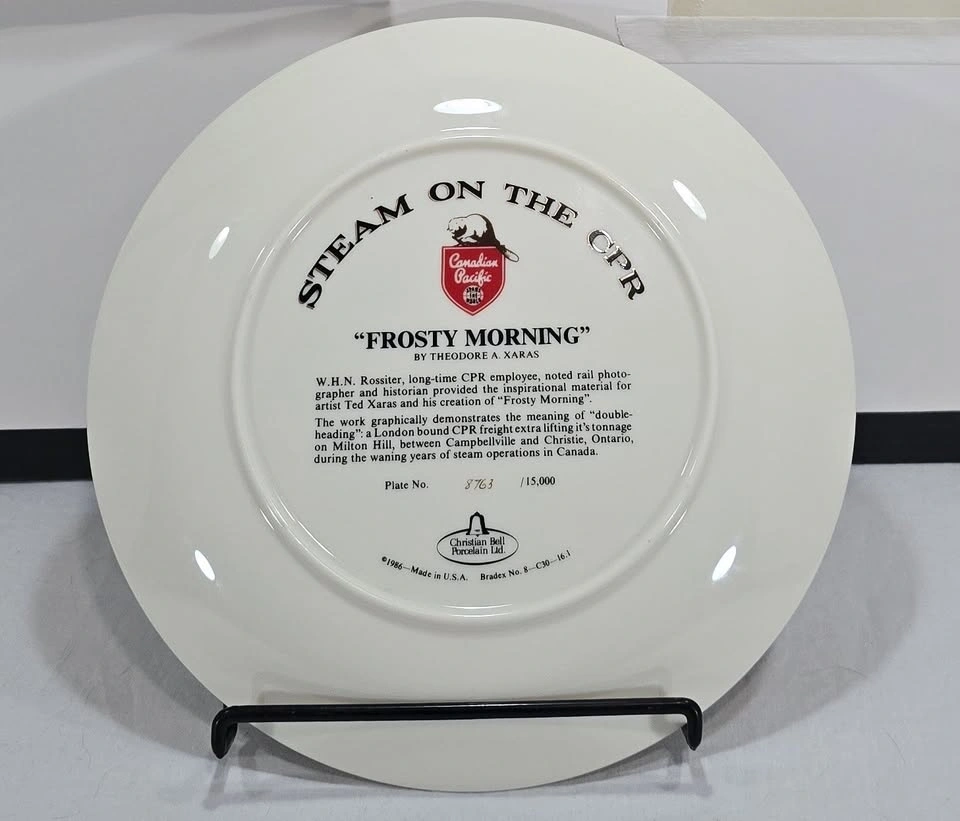 STEAM ON THE CPR
Canadian
Pacific
"FROSTY MORNING"
BY THEODORE A. XARAS
W.H.N. Rossiter, long-time CPR employee, noted rail photo-
grapher and historian provided the inspirational material for
artist Ted Xaras and his creation of "Frosty Morning".
The work graphically demonstrates the meaning of "double-
heading": a London bound CPR freight extra lifting it's tonnage
on Milton Hill, between Campbellville and Christie, Ontario,
during the waning years of steam operations in Canada.
Plate No. 8763 /15,000
Christian Bell
Porcelain Ltd.
©1986—Made in U.S.A. Bradex No. 8—C30—16.1